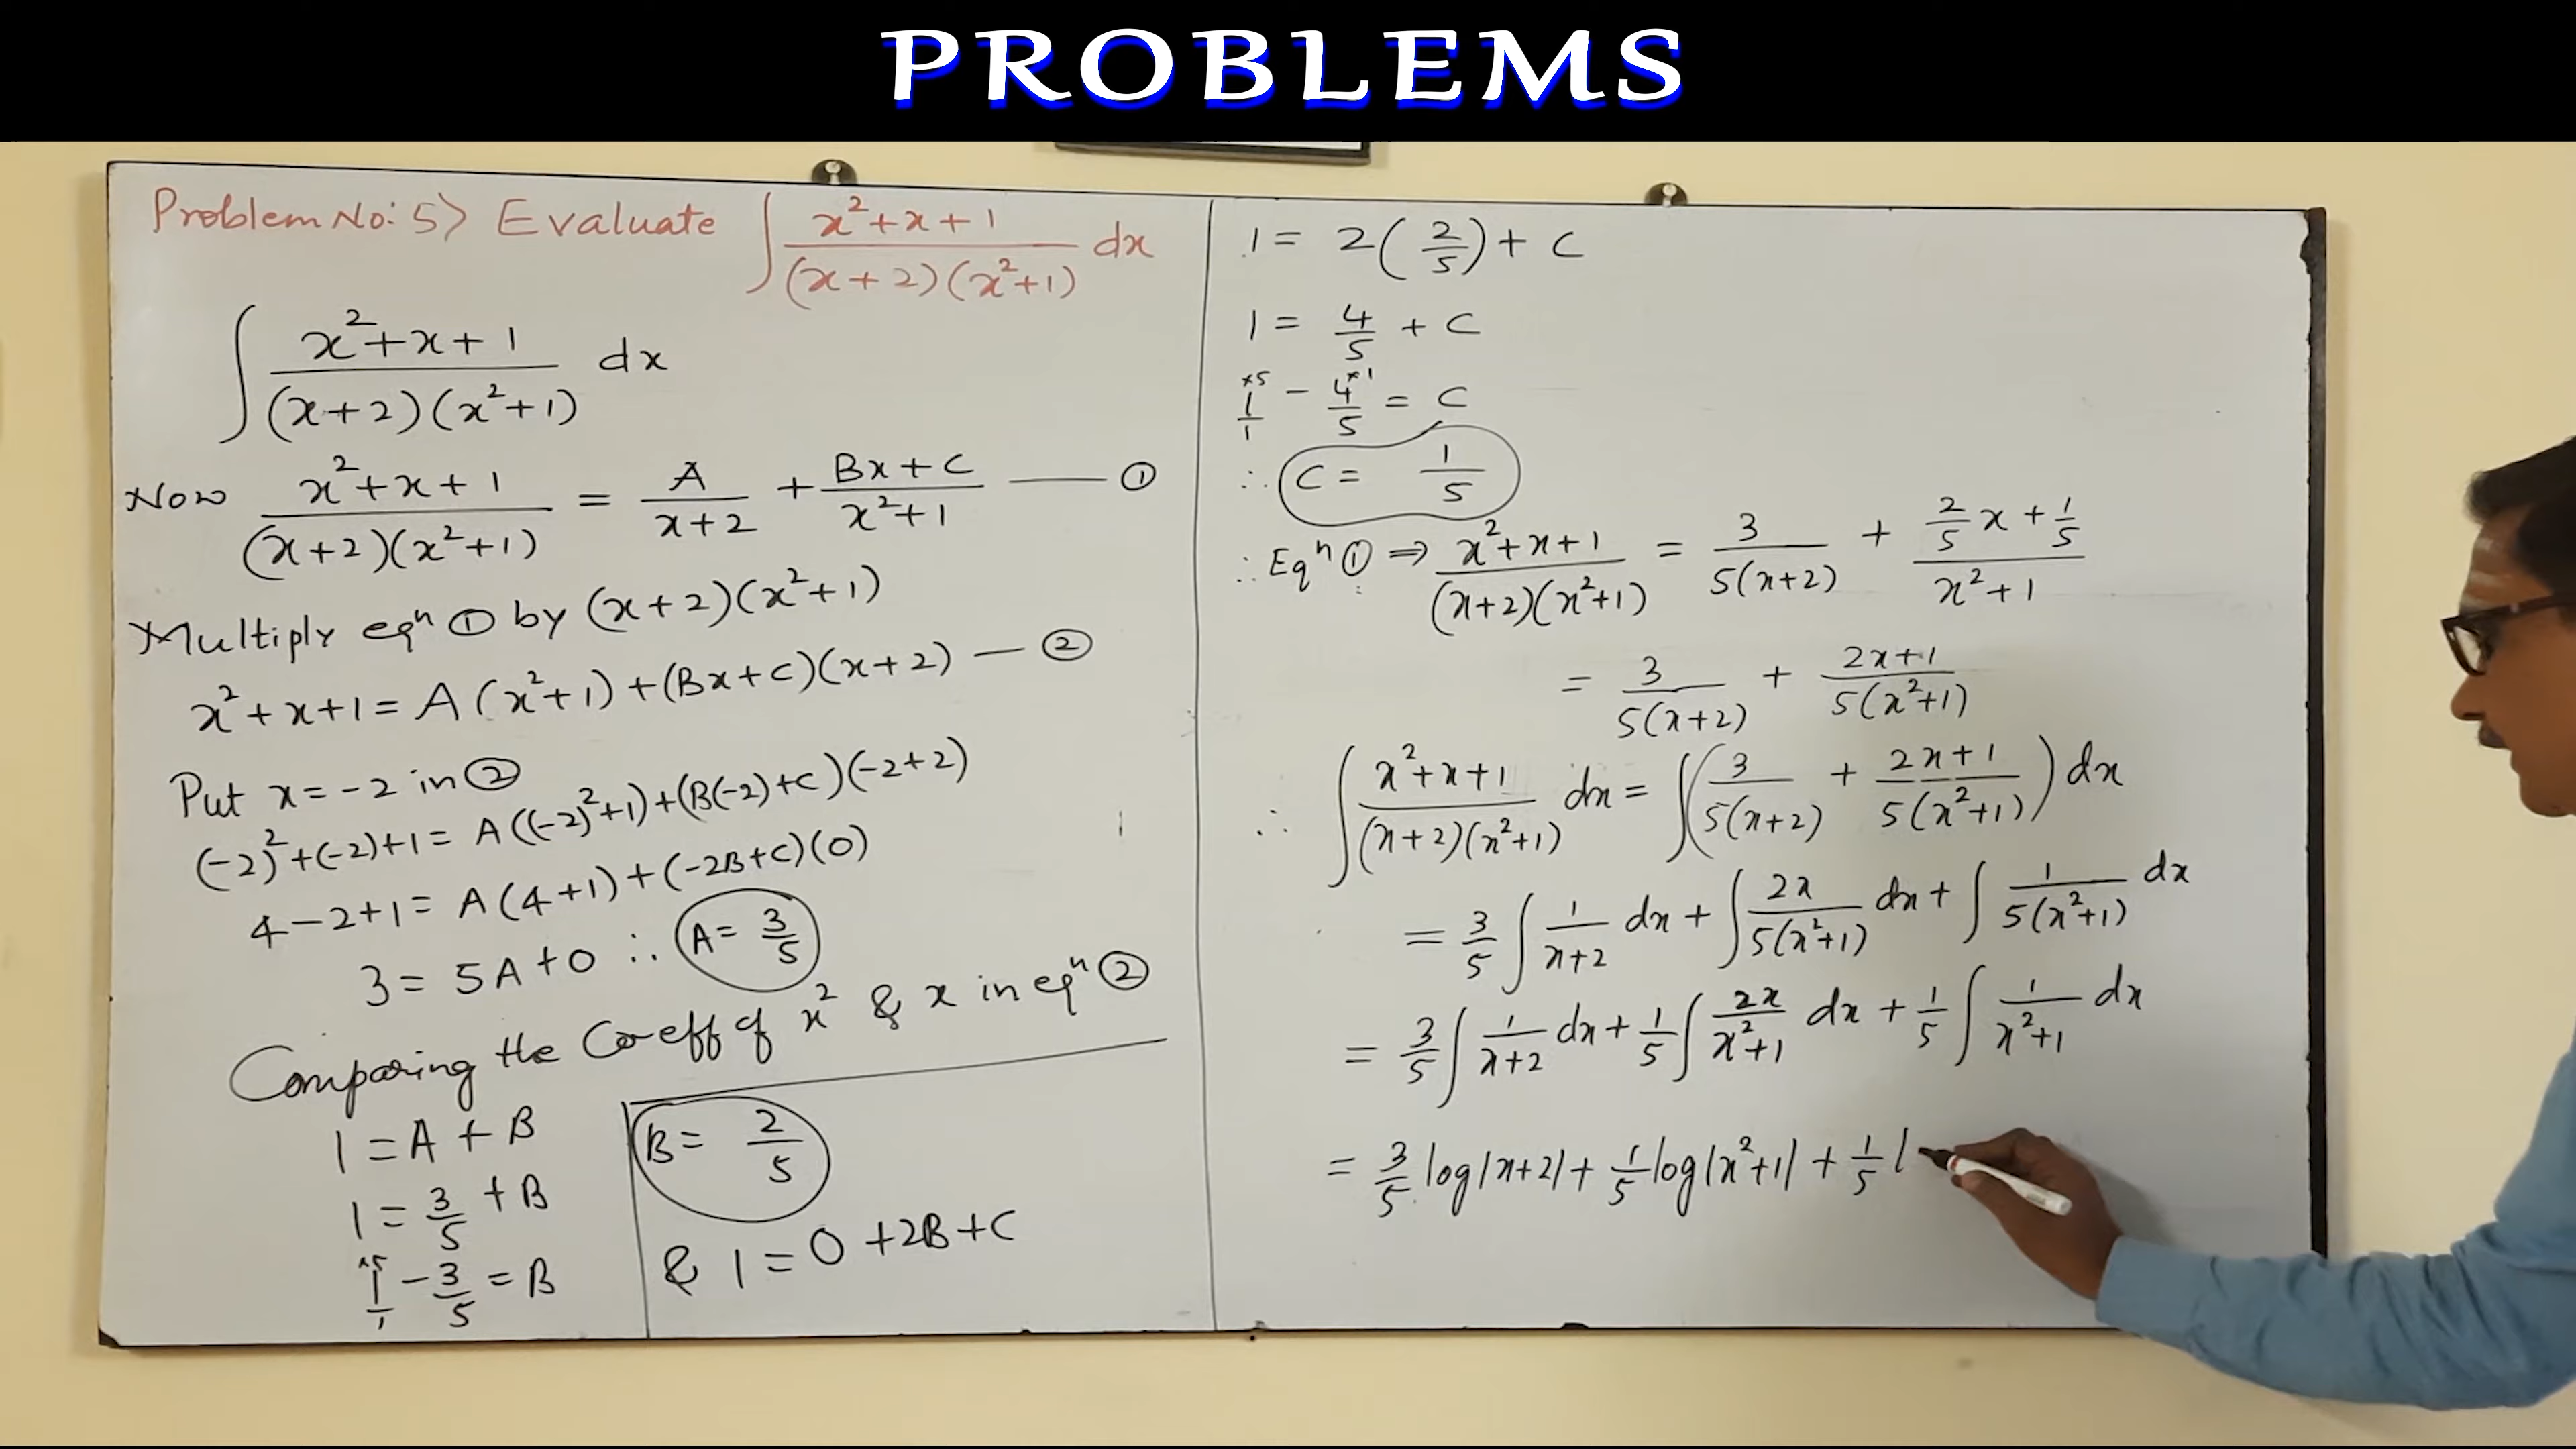 PROBLEMS
Problem No: 5> Evaluate ∫ (x²+x+1)/((x+2)(x²+1)) dx
∫ (x²+x+1)/((x+2)(x²+1)) dx
Now (x²+x+1)/((x+2)(x²+1)) = A/(x+2) + (Bx+C)/(x²+1) —— ①
Multiply eqⁿ ① by (x+2)(x²+1)
x²+x+1 = A(x²+1)+(Bx+C)(x+2) — ②
Put x=-2 in ②
(-2)²+(-2)+1 = A((-2)²+1)+(B(-2)+C)(-2+2)
4-2+1 = A(4+1)+(-2B+C)(0)
3 = 5A+0 ∴ A = 3/5
Comparing the Coeff of x² & x in eqⁿ ②
1 = A + B
1 = 3/5 + B
×5 1/1 - 3/5 = B
B = 2/5
& 1 = 0 + 2B + C
1 = 2(2/5) + C
1 = 4/5 + C
×5 1/1 - 4/5 ×1 = C
∴ C = 1/5
∴ Eqⁿ ① ⇒ (x²+x+1)/((x+2)(x²+1)) = 3/(5(x+2)) + (2/5 x + 1/5)/(x²+1)
= 3/(5(x+2)) + (2x+1)/(5(x²+1))
∴ ∫ (x²+x+1)/((x+2)(x²+1)) dx = ∫(3/(5(x+2)) + (2x+1)/(5(x²+1))) dx
= 3/5 ∫ 1/(x+2) dx + ∫ 2x/(5(x²+1)) dx + ∫ 1/(5(x²+1)) dx
= 3/5 ∫ 1/(x+2) dx + 1/5 ∫ 2x/(x²+1) dx + 1/5 ∫ 1/(x²+1) dx
= 3/5 log|x+2| + 1/5 log|x²+1| + 1/5